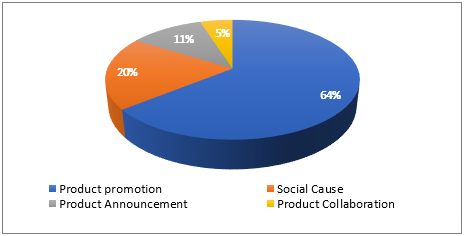 5%
11%
20%
64%
Product promotion
Social Cause
Product Announcement
Product Collaboration